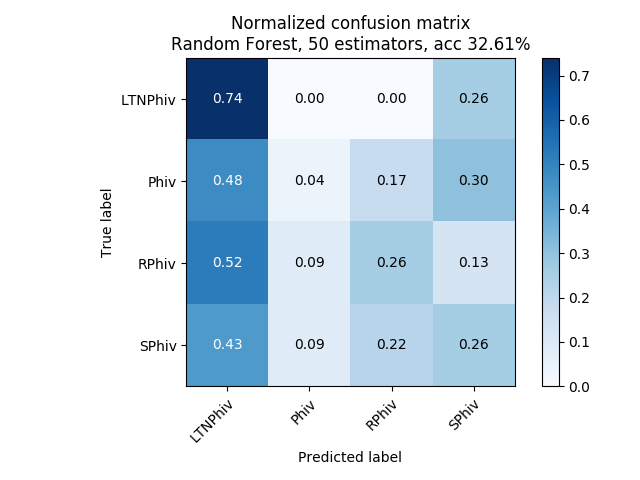 Normalized confusion matrix
Random Forest, 50 estimators, acc 32.61%
LTNPhiv 0.74 0.00 0.00 0.26
Phiv 0.48 0.04 0.17 0.30
RPhiv 0.52 0.09 0.26 0.13
SPhiv 0.43 0.09 0.22 0.26
True label
LTNPhiv Phiv RPhiv SPhiv
Predicted label
0.7
0.6
0.5
0.4
0.3
0.2
0.1
0.0